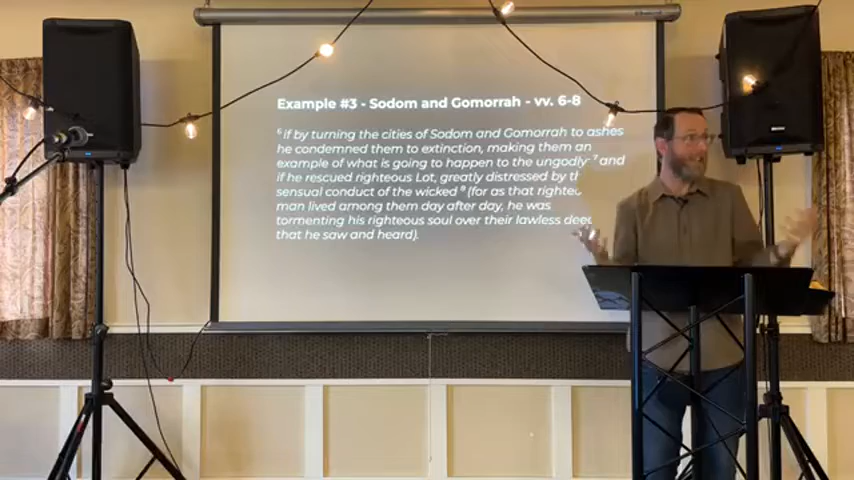 Example #3 - Sodom and Gomorrah - vv. 6-8
6 if by turning the cities of Sodom and Gomorrah to ashes
he condemned them to extinction, making them an
example of what is going to happen to the ungodly; 7 and
if he rescued righteous Lot, greatly distressed by th
sensual conduct of the wicked 8 (for as that righteo
man lived among them day after day, he was
tormenting his righteous soul over their lawless deed
that he saw and heard).